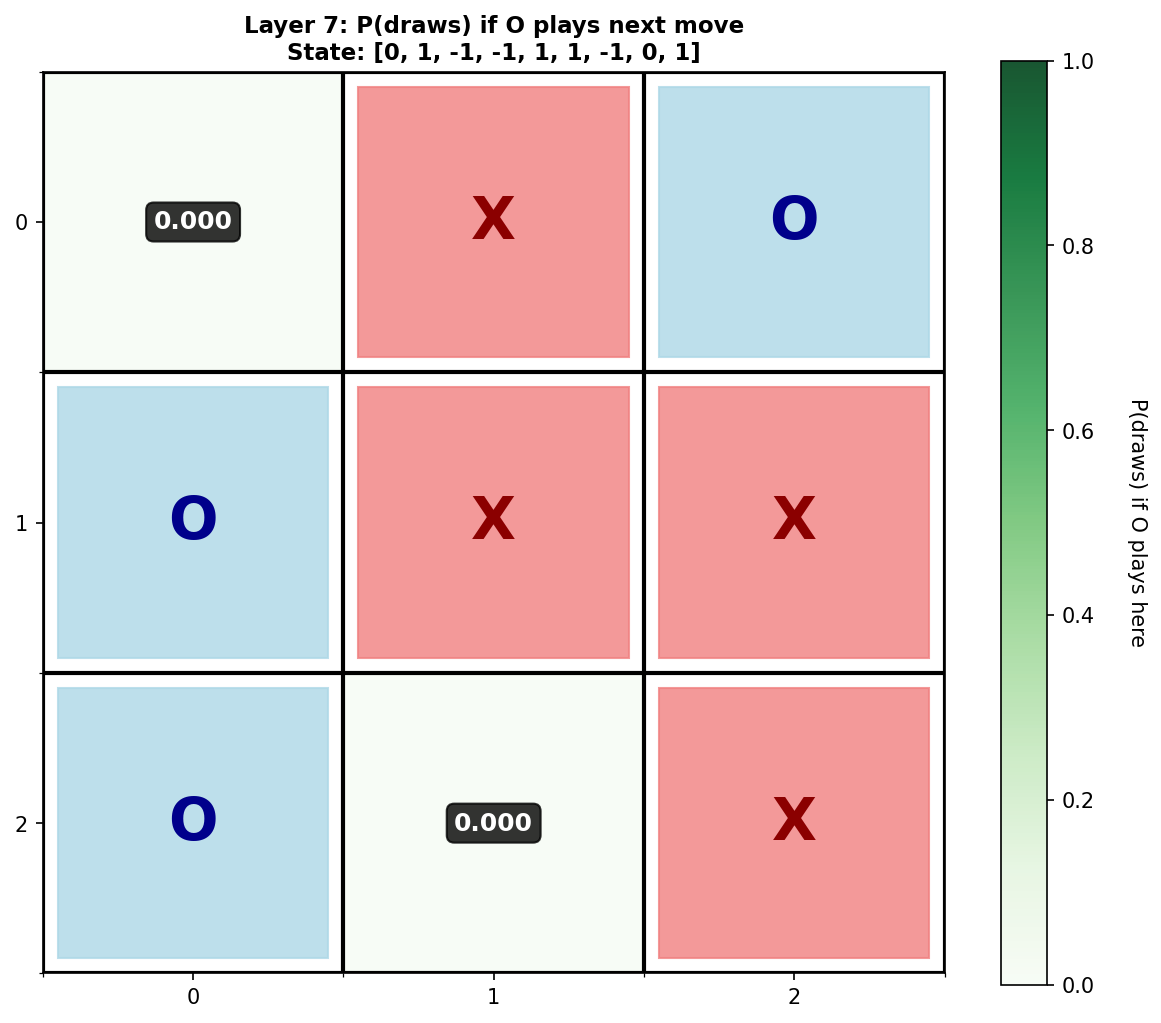 Layer 7: P(draws) if O plays next move
State: [0, 1, -1, -1, 1, 1, -1, 0, 1]
0
0.000
X
O
1
O
X
X
2
O
0.000
X
0
1
2
1.0
0.8
0.6
0.4
0.2
0.0
P(draws) if O plays here